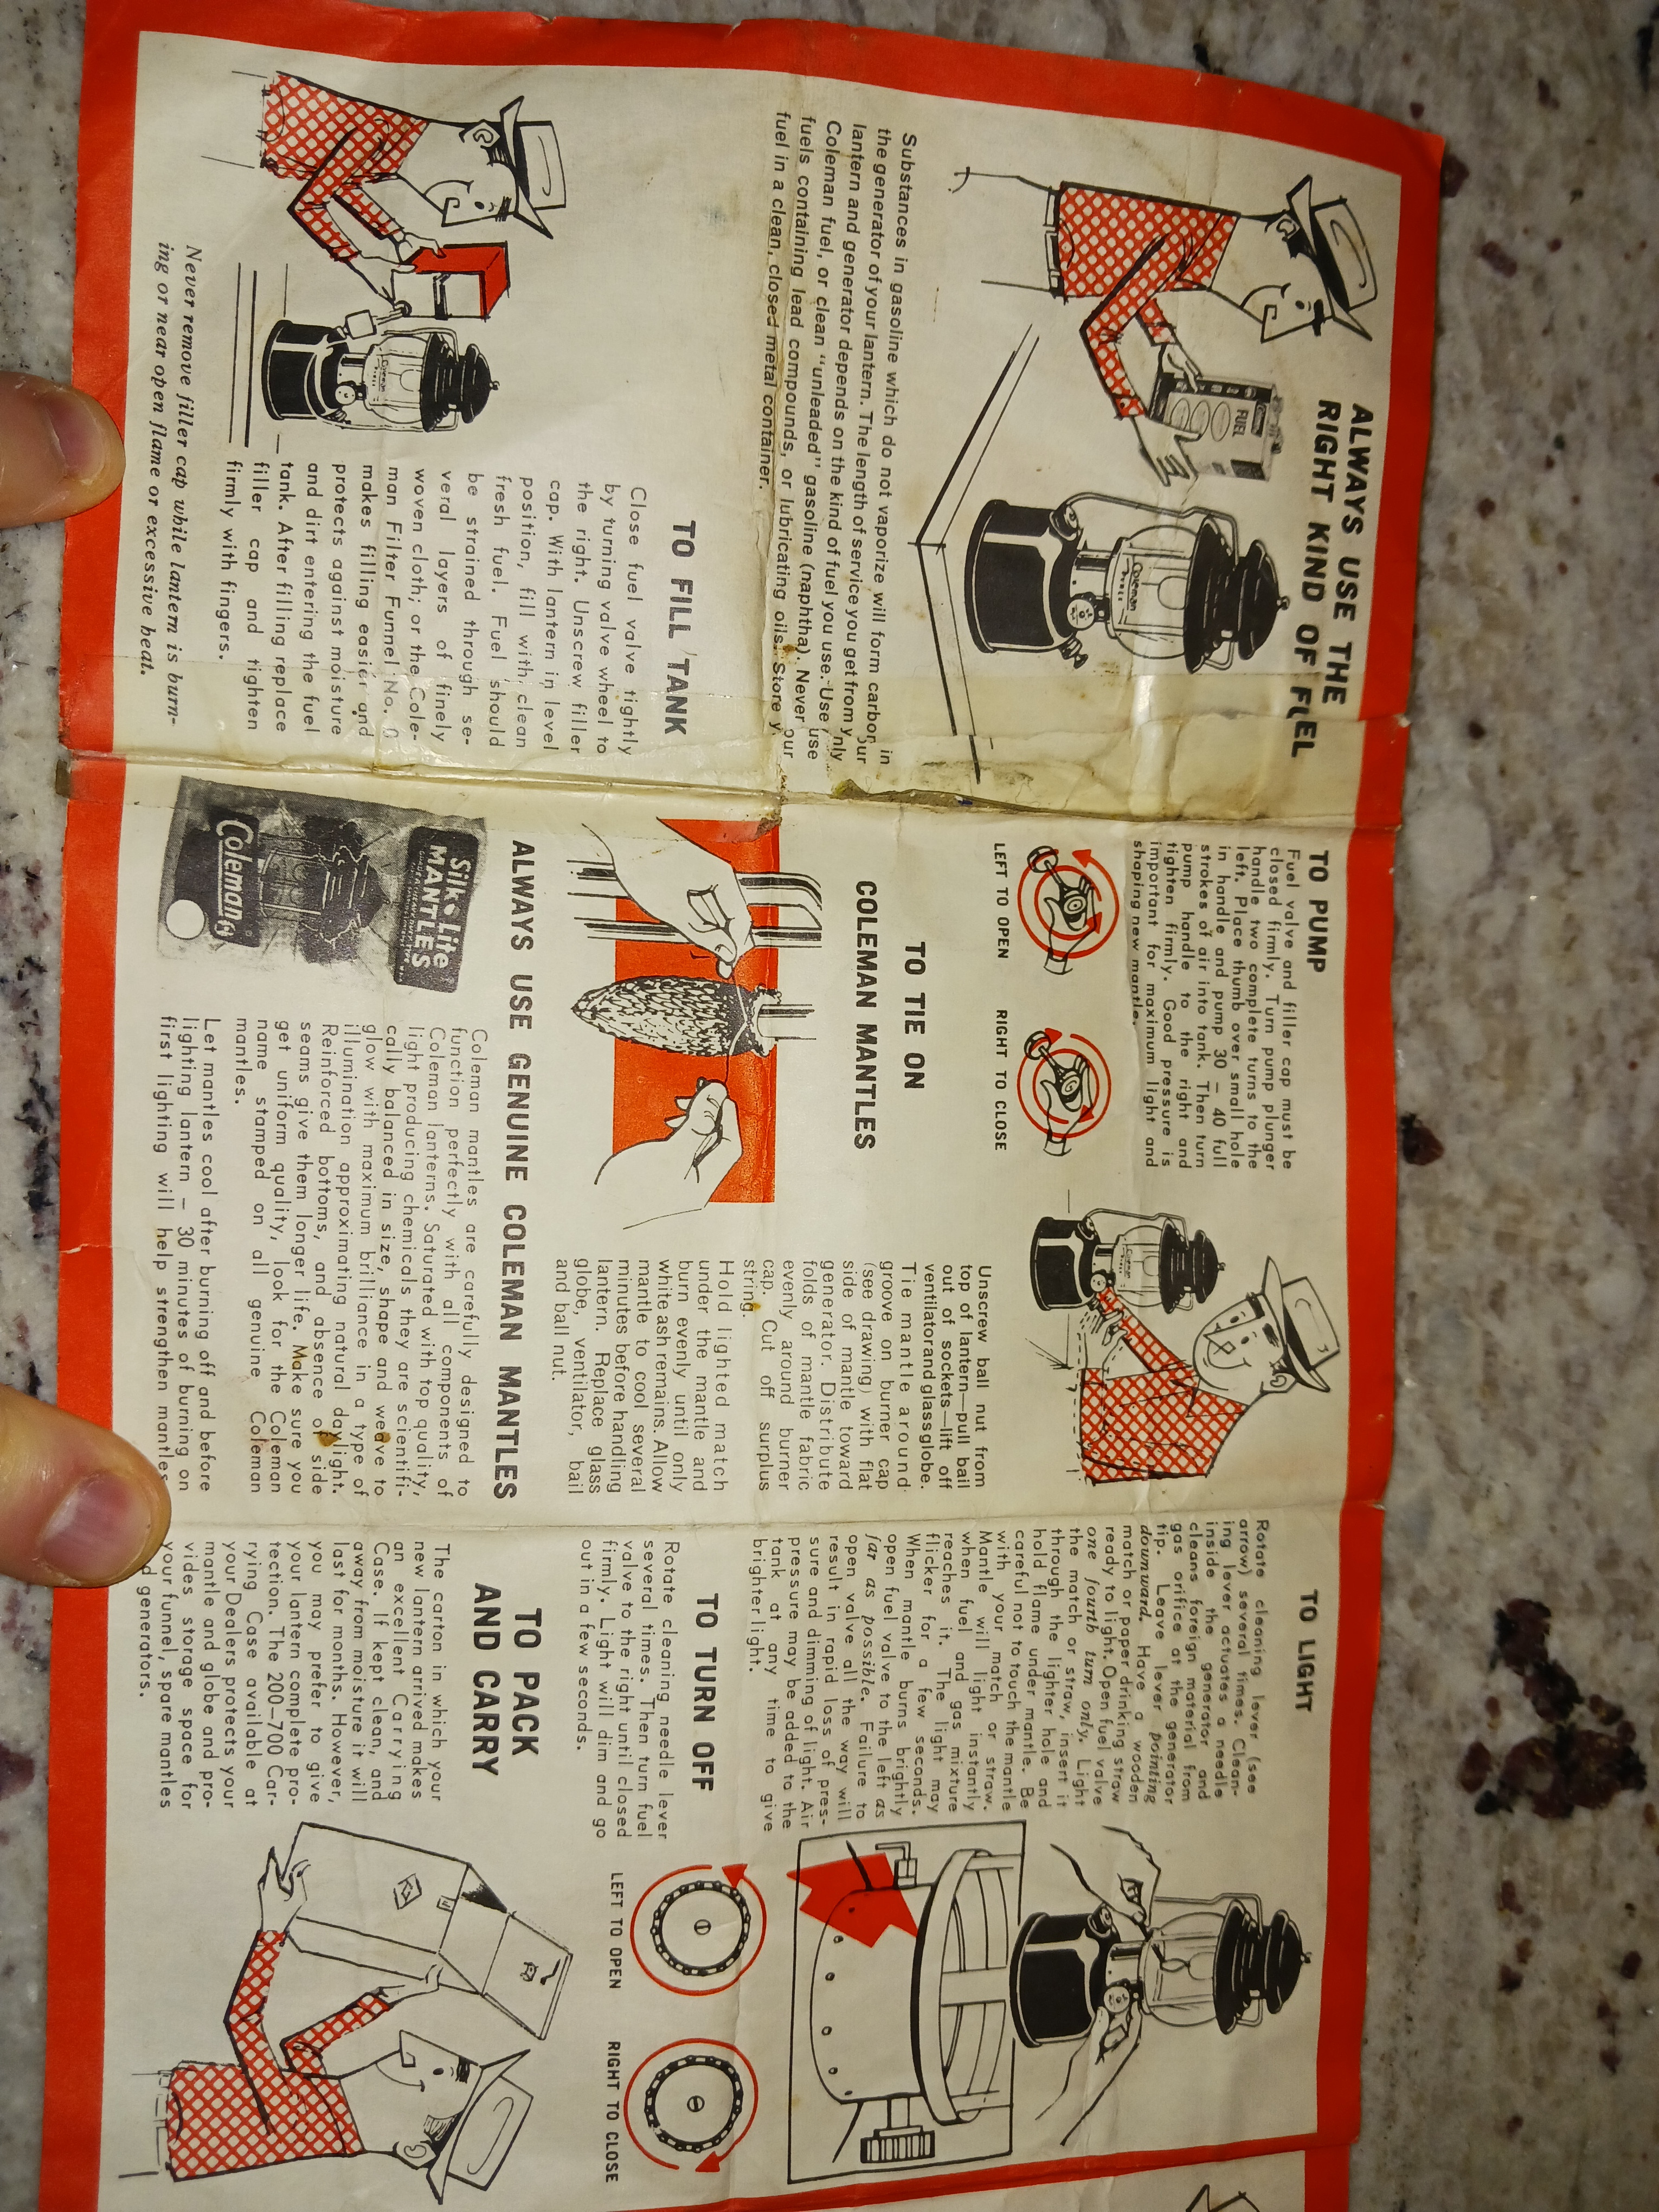 ALWAYS USE THE
RIGHT KIND OF FUEL
FUEL
Coleman
Substances in gasoline which do not vaporize will form carbon in
the generator of your lantern. The length of service you get from your
lantern and generator depends on the kind of fuel you use. Use only
Coleman fuel, or clean "unleaded" gasoline (naphtha). Never use
fuels containing lead compounds, or lubricating oils. Store your
fuel in a clean, closed metal container.
TO FILL TANK
Close fuel valve tightly
by turning valve wheel to
the right. Unscrew filler
cap. With lantern in level
position, fill with clean
fresh fuel. Fuel should
be strained through se-
veral layers of finely
woven cloth; or the Cole-
man Filter Funnel No. 0
makes filling easier and
protects against moisture
and dirt entering the fuel
tank. After filling replace
filler cap and tighten
firmly with fingers.
Coleman
Never remove filler cap while lantern is burn-
ing or near open flame or excessive heat.
TO PUMP
Fuel valve and filler cap must be
closed firmly. Turn pump plunger
handle two complete turns to the
left. Place thumb over small hole
in handle and pump 30 – 40 full
strokes of air into tank. Then turn
pump handle to the right and
tighten firmly. Good pressure is
important for maximum light and
shaping new mantle.
LEFT TO OPEN
RIGHT TO CLOSE
Coleman
TO TIE ON
COLEMAN MANTLES
Unscrew ball nut from
top of lantern—pull bail
out of sockets—lift off
ventilator and glass globe.
Tie mantle around
groove on burner cap
(see drawing) with flat
side of mantle toward
generator. Distribute
folds of mantle fabric
evenly around burner
cap. Cut off surplus
string.
Hold lighted match
under the mantle and
burn evenly until only
white ash remains. Allow
mantle to cool several
minutes before handling
lantern. Replace glass
globe, ventilator, bail
and ball nut.
ALWAYS USE GENUINE COLEMAN MANTLES
Silk-Lite
MANTLES
Coleman
Coleman mantles are carefully designed to
function perfectly with all components of
Coleman lanterns. Saturated with top quality,
light producing chemicals they are scientifi-
cally balanced in size, shape and weave to
glow with maximum brilliance in a type of
illumination approximating natural daylight.
Reinforced bottoms, and absence of side
seams give them longer life. Make sure you
get uniform quality, look for the Coleman
name stamped on all genuine Coleman
mantles.
Let mantles cool after burning off and before
lighting lantern – 30 minutes of burning on
first lighting will help strengthen mantles
TO LIGHT
Rotate cleaning lever (see
arrow) several times. Clean-
ing lever actuates a needle
inside the generator and
cleans foreign material from
gas orifice at the generator
tip. Leave lever pointing
downward. Have a wooden
match or paper drinking straw
ready to light. Open fuel valve
one fourth turn only. Light
the match or straw, insert it
through the lighter hole and
hold flame under mantle. Be
careful not to touch the mantle
with your match or straw.
Mantle will light instantly
when fuel and gas mixture
reaches it. The light may
flicker for a few seconds.
When mantle burns brightly
open fuel valve to the left as
far as possible. Failure to
open valve all the way will
result in rapid loss of pres-
sure and dimming of light. Air
pressure may be added to the
tank at any time to give
brighter light.
TO TURN OFF
Rotate cleaning needle lever
several times. Then turn fuel
valve to the right until closed
firmly. Light will dim and go
out in a few seconds.
LEFT TO OPEN
RIGHT TO CLOSE
TO PACK
AND CARRY
The carton in which your
new lantern arrived makes
an excellent Carrying
Case. If kept clean, and
away from moisture it will
last for months. However,
you may prefer to give
your lantern complete pro-
tection. The 200–700 Car-
rying Case available at
your Dealers protects your
mantle and globe and pro-
vides storage space for
your funnel, spare mantles
generators.